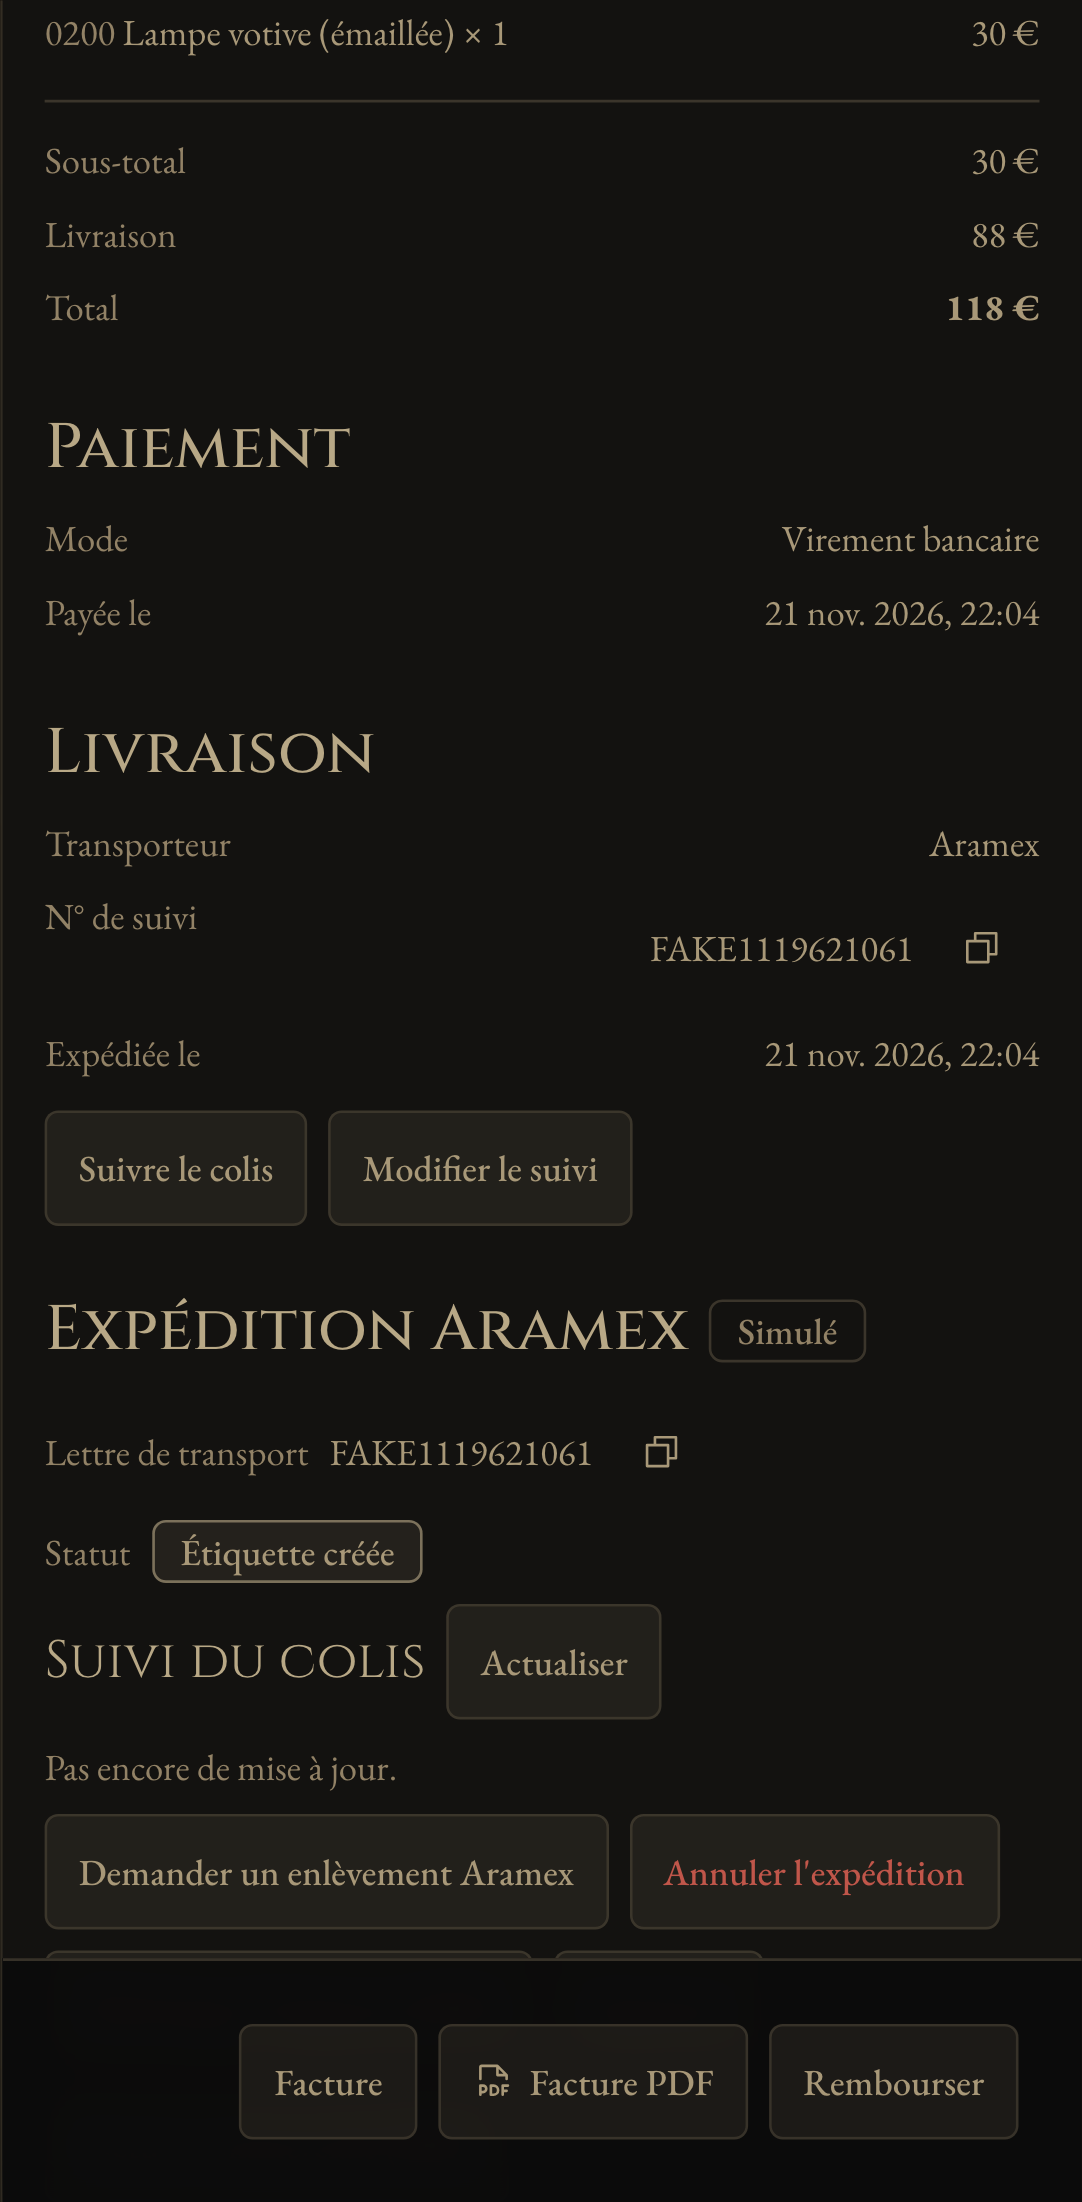 0200 Lampe votive (émaillée) × 1 30 €
Sous-total 30 €
Livraison 88 €
Total 118 €
Paiement
Mode Virement bancaire
Payée le 21 nov. 2026, 22:04
Livraison
Transporteur Aramex
N° de suivi
FAKE1119621061
Expédiée le 21 nov. 2026, 22:04
Suivre le colis Modifier le suivi
Expédition Aramex Simulé
Lettre de transport FAKE1119621061
Statut Étiquette créée
Suivi du colis Actualiser
Pas encore de mise à jour.
Demander un enlèvement Aramex Annuler l'expédition
Facture PDF Facture PDF Rembourser